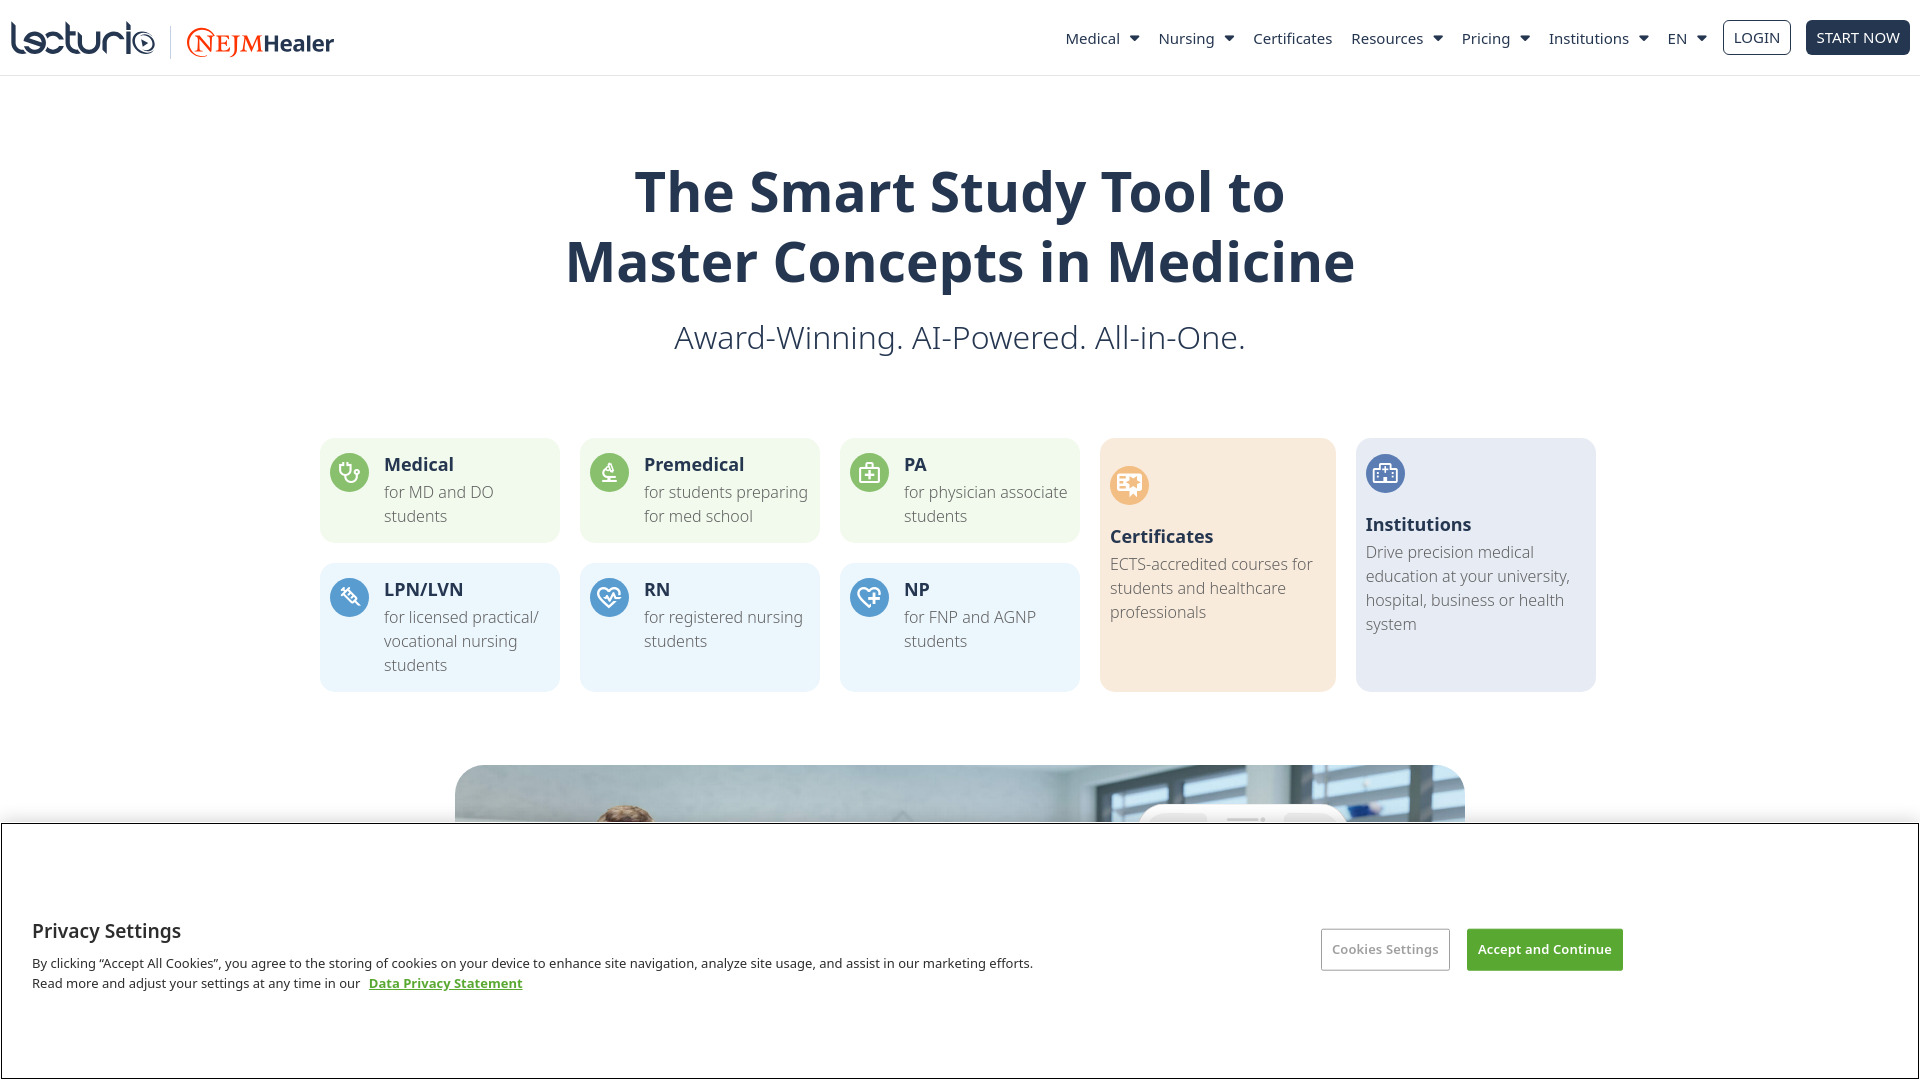 lecturio
NEJM Healer
Medical
Nursing
Certificates
Resources
Pricing
Institutions
EN
LOGIN
START NOW
The Smart Study Tool to
Master Concepts in Medicine
Award-Winning. AI-Powered. All-in-One.
Medical
for MD and DO
students
Premedical
for students preparing
for med school
PA
for physician associate
students
Certificates
ECTS-accredited courses for
students and healthcare
professionals
Institutions
Drive precision medical
education at your university,
hospital, business or health
system
LPN/LVN
for licensed practical/
vocational nursing
students
RN
for registered nursing
students
NP
for FNP and AGNP
students
Privacy Settings
By clicking “Accept All Cookies”, you agree to the storing of cookies on your device to enhance site navigation, analyze site usage, and assist in our marketing efforts.
Read more and adjust your settings at any time in our Data Privacy Statement
Cookies Settings
Accept and Continue